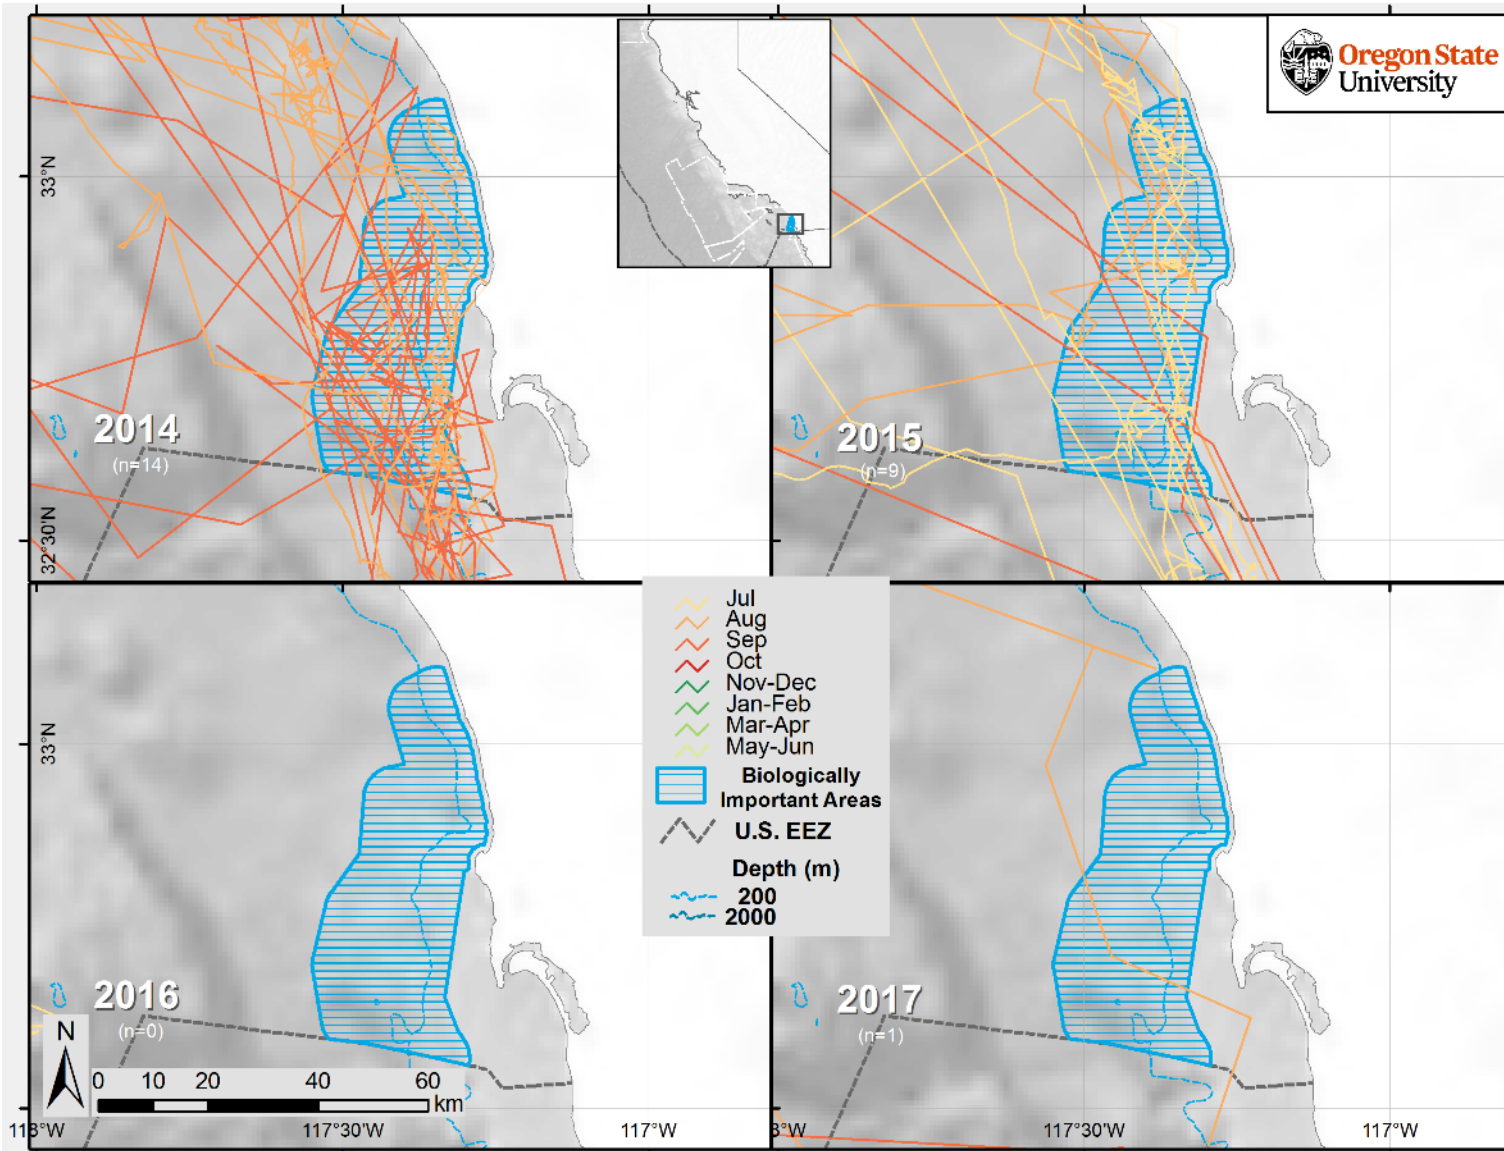 Oregon State
University
33°N
2014
(n=14)
2015
(n=9)
32°30'N
Jul
Aug
Sep
Oct
Nov-Dec
Jan-Feb
Mar-Apr
May-Jun
Biologically
Important Areas
U.S. EEZ
Depth (m)
200
2000
33°N
2016
(n=0)
2017
(n=1)
N
0 10 20 40 60
km
118°W 117°30'W 117°W 8°W 117°30'W 117°W